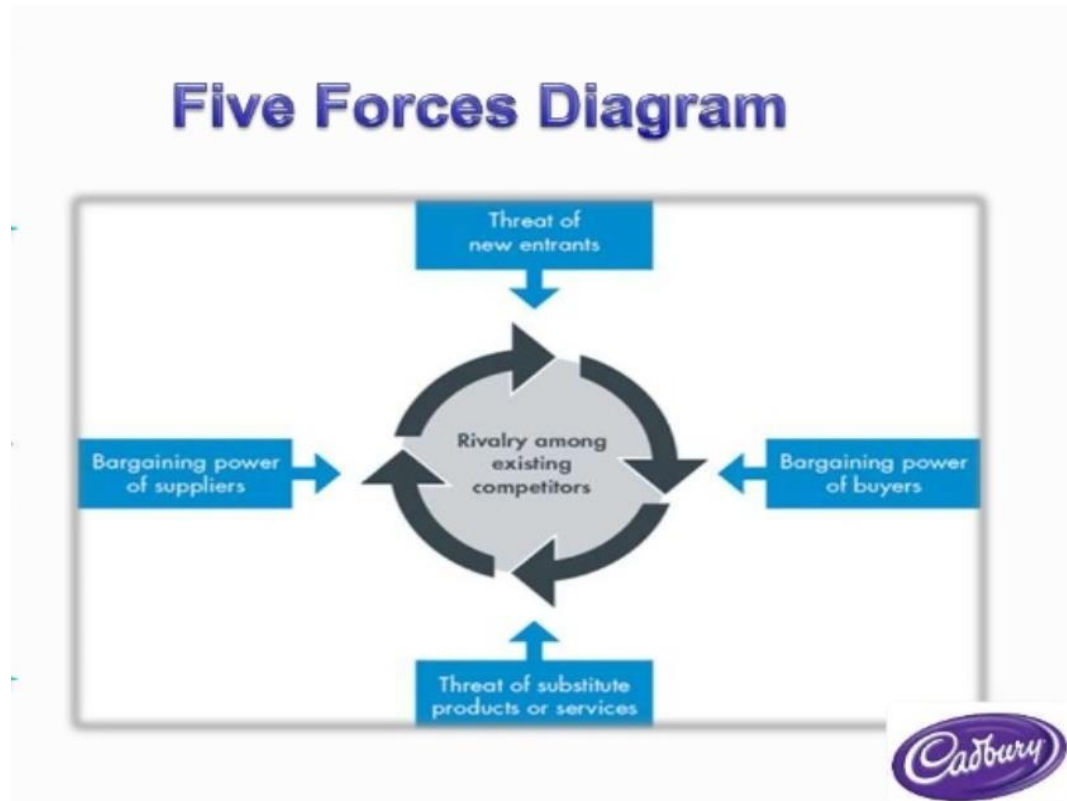 Five Forces Diagram
Threat of
new entrants
Bargaining power
of suppliers
Rivalry among
existing
competitors
Bargaining power
of buyers
Threat of substitute
products or services
Cadbury